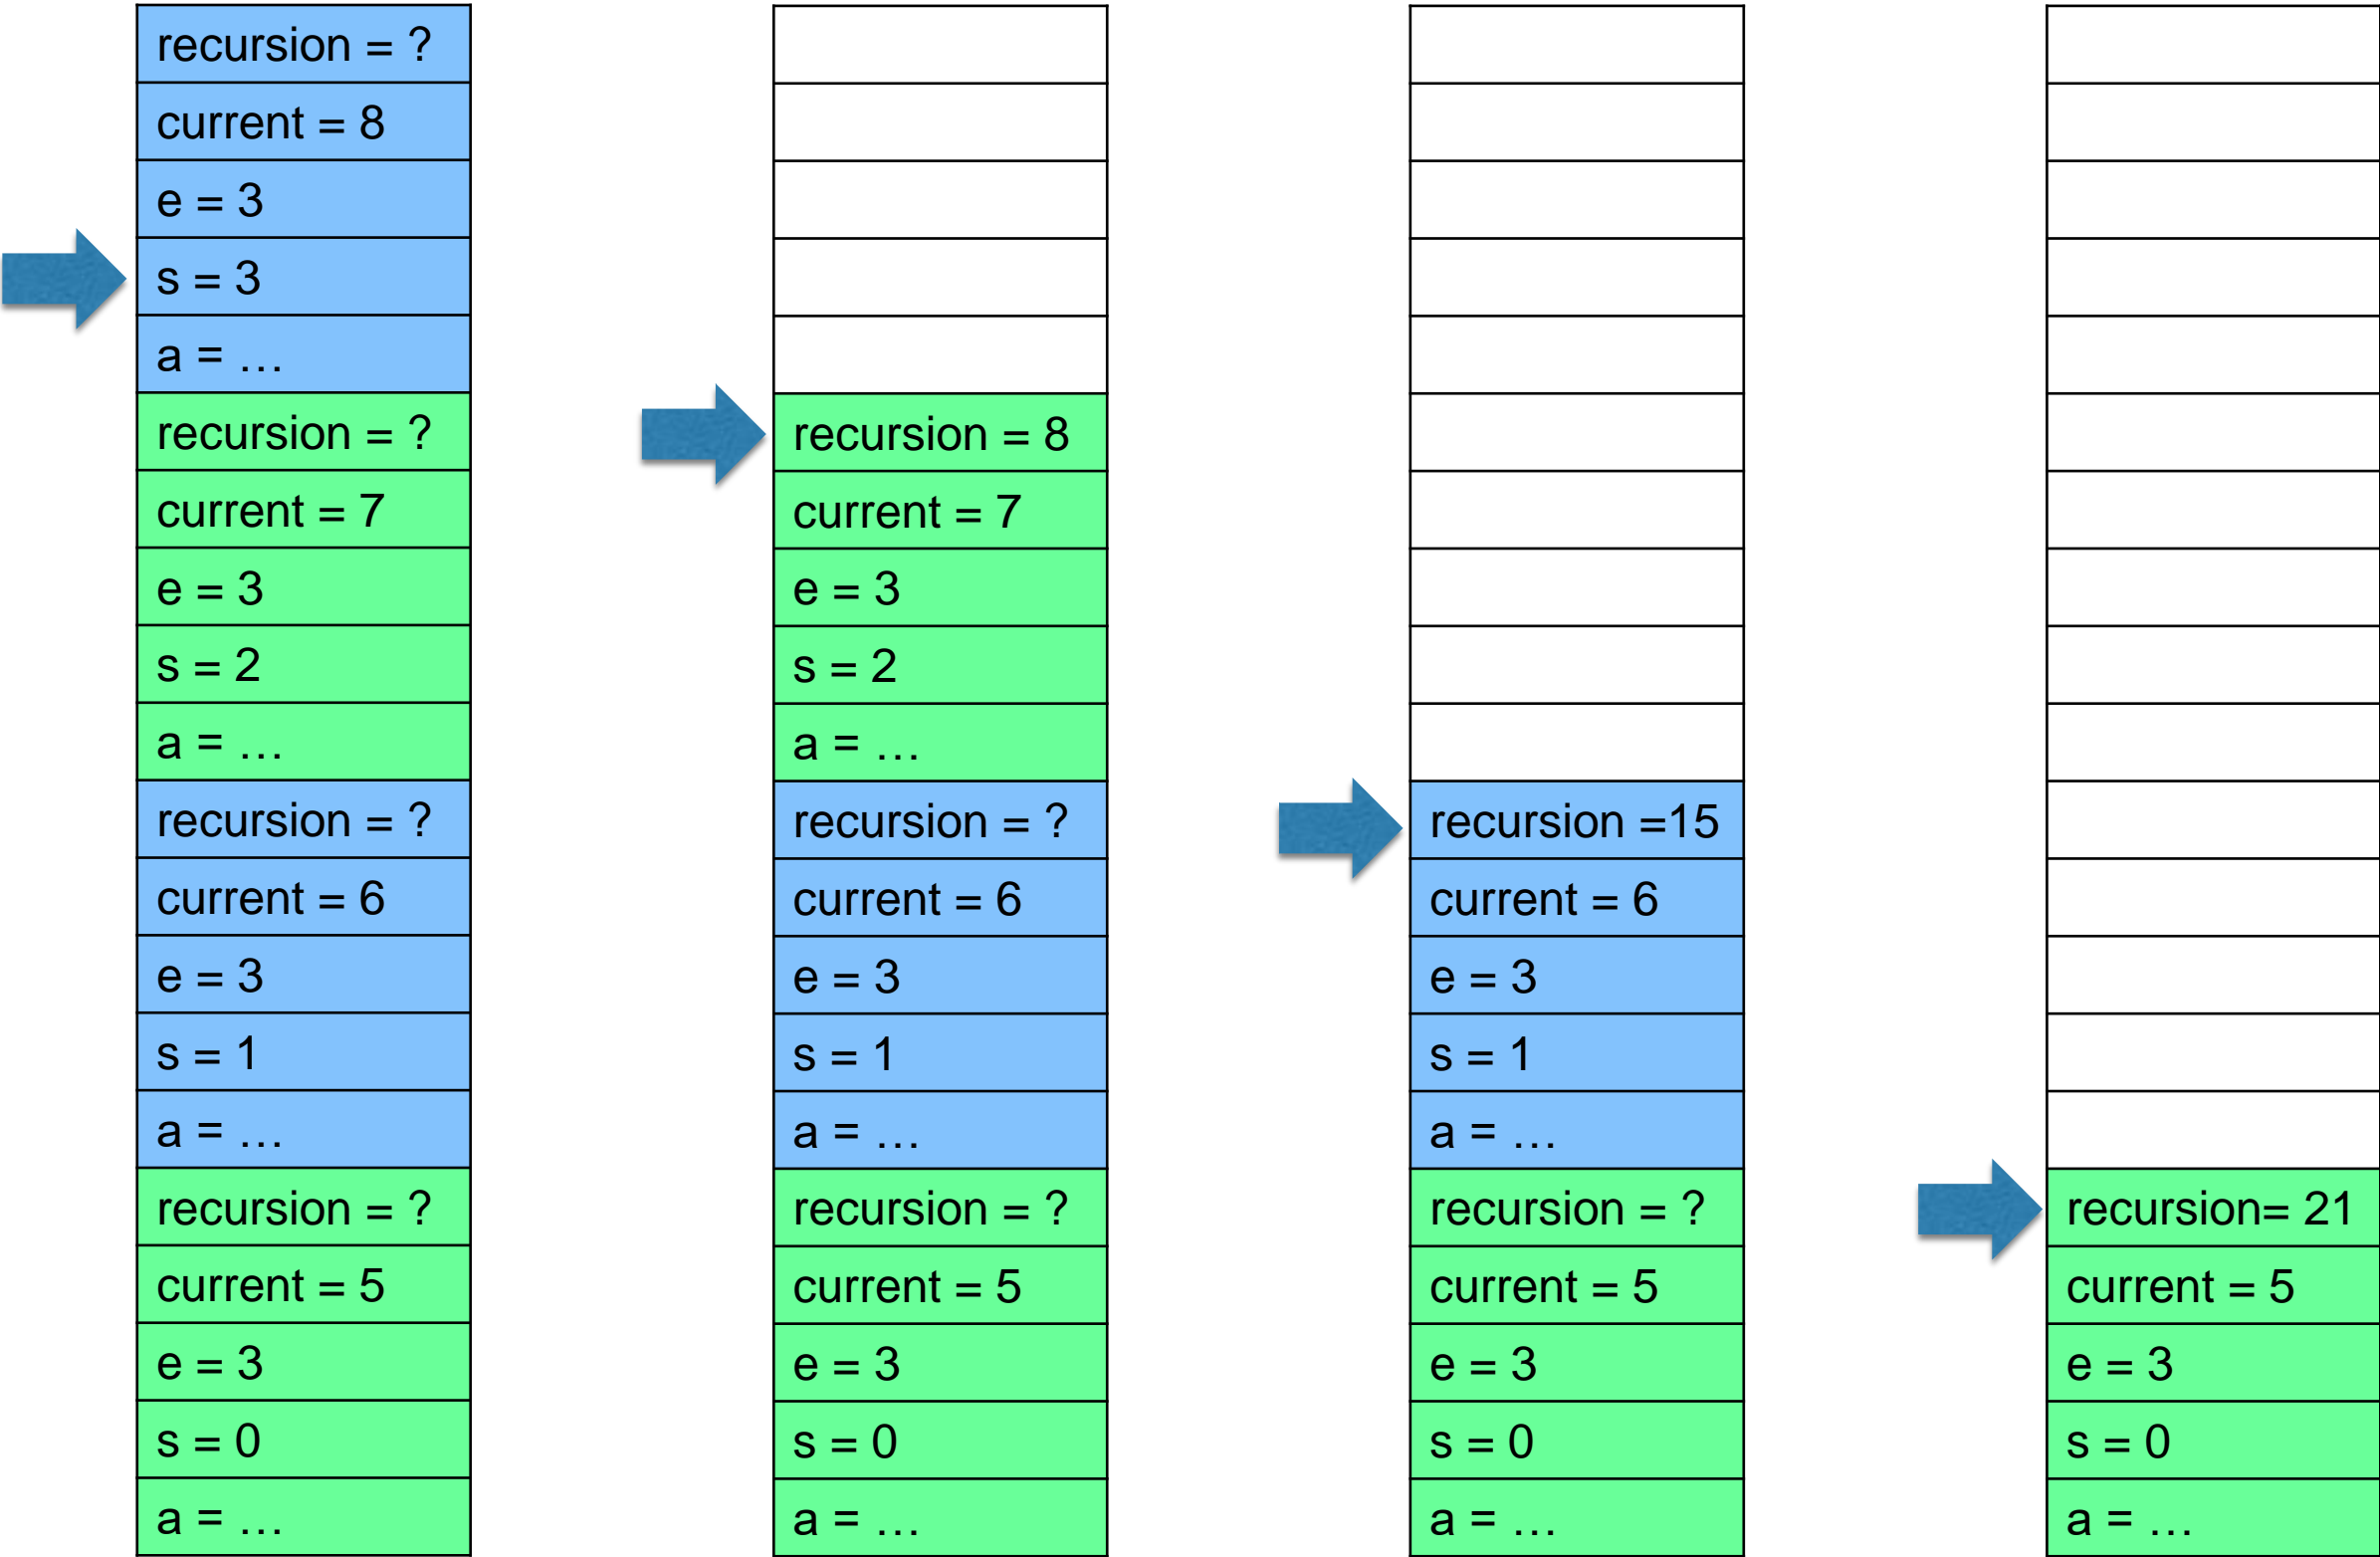 recursion = ?
current = 8
e = 3
s = 3
a = …
recursion = ?
current = 7
e = 3
s = 2
a = …
recursion = ?
current = 6
e = 3
s = 1
a = …
recursion = ?
current = 5
e = 3
s = 0
a = …
recursion = 8
current = 7
e = 3
s = 2
a = …
recursion = ?
current = 6
e = 3
s = 1
a = …
recursion = ?
current = 5
e = 3
s = 0
a = …
recursion =15
current = 6
e = 3
s = 1
a = …
recursion = ?
current = 5
e = 3
s = 0
a = …
recursion= 21
current = 5
e = 3
s = 0
a = …